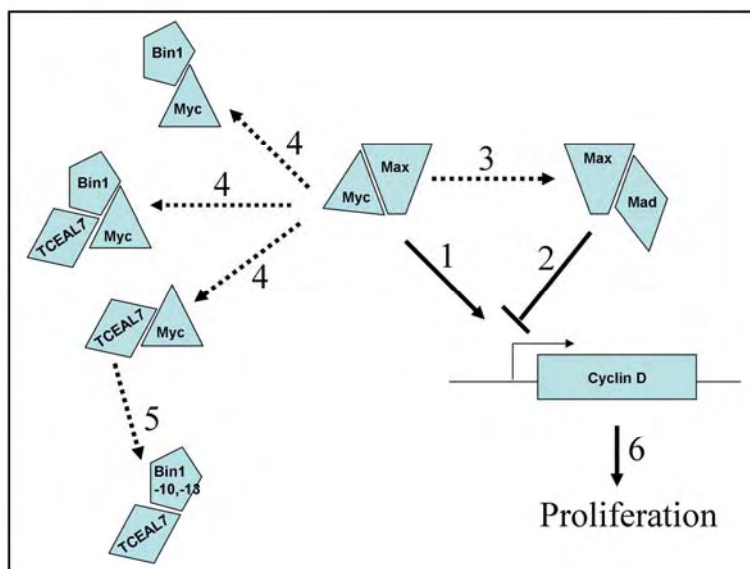 Bin1
Myc
4
Bin1
TCEAL7
Myc
4
4
Max
Myc
3
Max
Mad
1
2
TCEAL7
Myc
Cyclin D
5
6
Bin1
-10,-13
TCEAL7
Proliferation